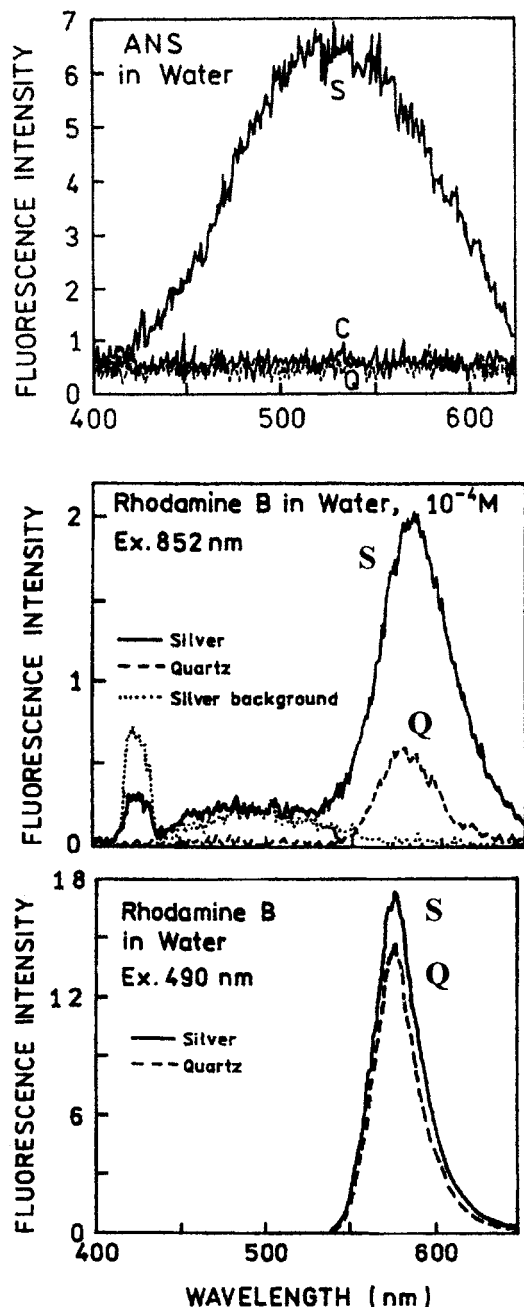 7
ANS
6
in Water
S
5
4
3
2
C
1
Q
0
400
500
600
FLUORESCENCE INTENSITY
2
Rhodamine B in Water, 10⁻⁴M
Ex. 852 nm
S
Silver
Quartz
Silver background
1
Q
0
FLUORESCENCE INTENSITY
18
Rhodamine B
in Water
Ex. 490 nm
S
Q
12
Silver
Quartz
6
0
400
500
600
FLUORESCENCE INTENSITY
WAVELENGTH (nm)